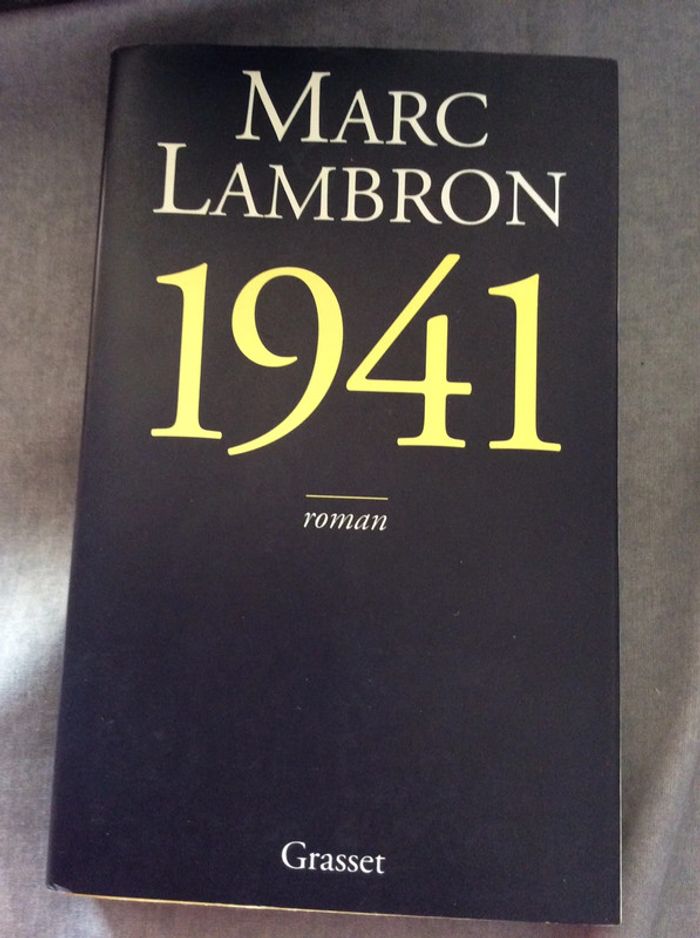 MARC
LAMBRON
1941
roman
Grasset